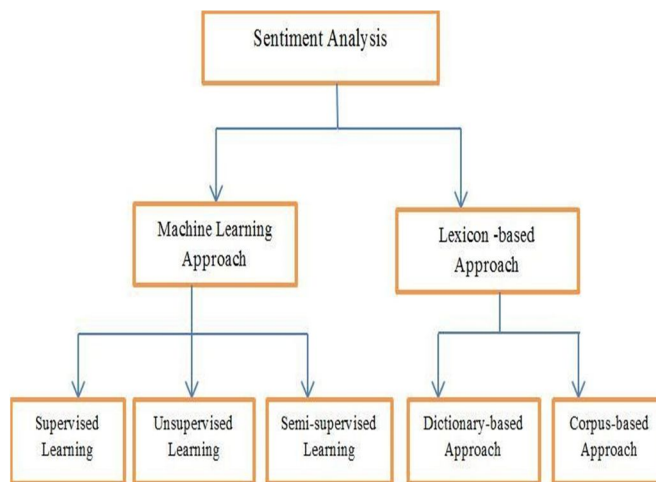 Sentiment Analysis
Machine Learning
Approach
Lexicon -based
Approach
Supervised
Learning
Unsupervised
Learning
Semi-supervised
Learning
Dictionary-based
Approach
Corpus-based
Approach